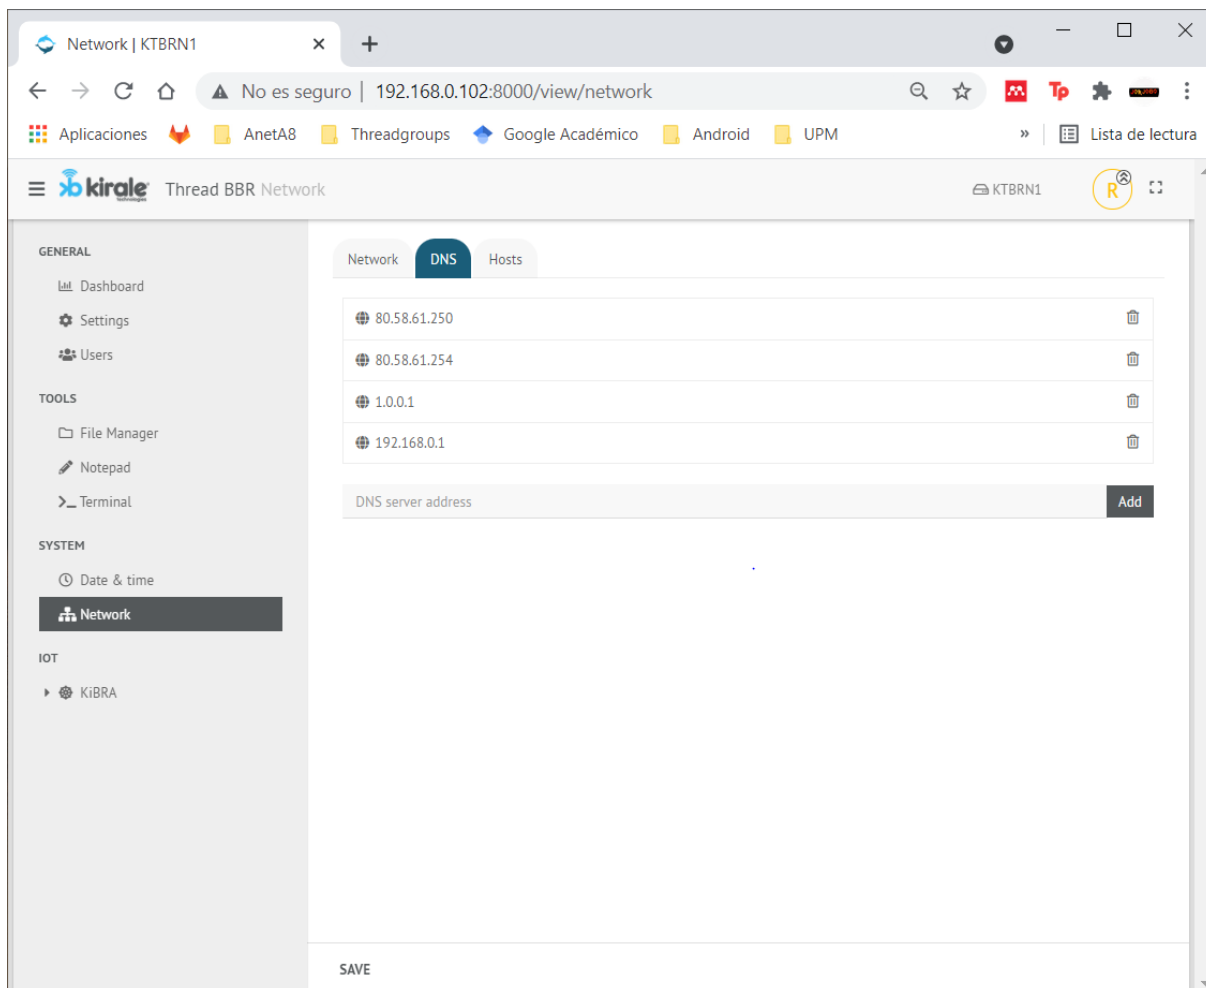 Network | KTBRN1
No es seguro | 192.168.0.102:8000/view/network
Aplicaciones AnetA8 Threadgroups Google Académico Android UPM » Lista de lectura
kirale Thread BBR Network KTBRN1 R
GENERAL
Dashboard
Settings
Users
TOOLS
File Manager
Notepad
Terminal
SYSTEM
Date & time
Network
IOT
KiBRA
Network DNS Hosts
80.58.61.250
80.58.61.254
1.0.0.1
192.168.0.1
DNS server address Add
SAVE